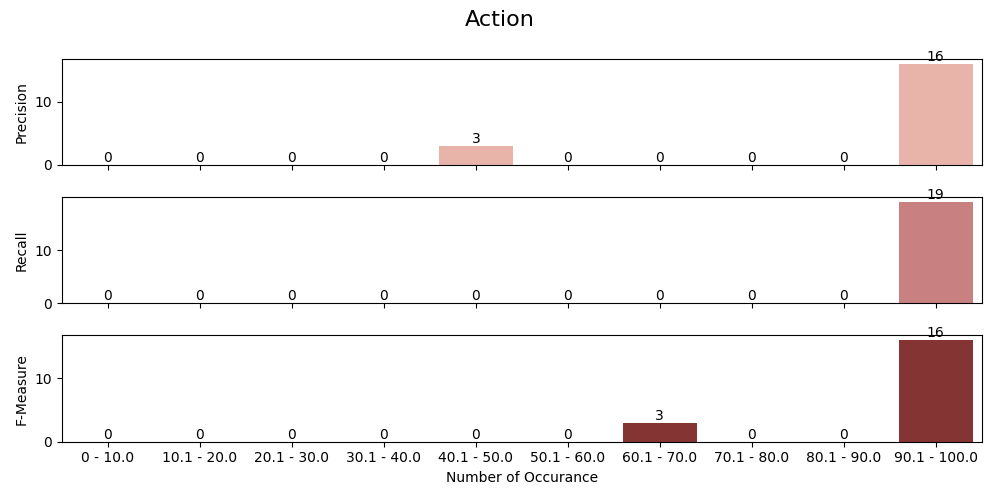 Action
Precision
10
0
0 0 0 0 3 0 0 0 0 16
Recall
10
0
0 0 0 0 0 0 0 0 0 19
F-Measure
10
0
0 0 0 0 0 0 3 0 0 16
0 - 10.0 10.1 - 20.0 20.1 - 30.0 30.1 - 40.0 40.1 - 50.0 50.1 - 60.0 60.1 - 70.0 70.1 - 80.0 80.1 - 90.0 90.1 - 100.0
Number of Occurance